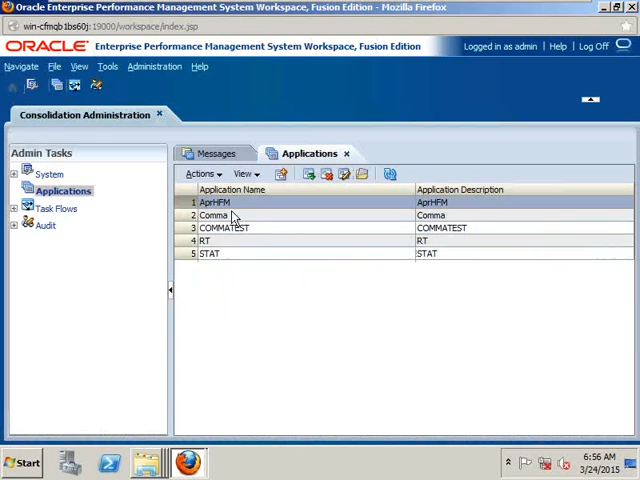 Oracle Enterprise Performance Management System Workspace, Fusion Edition - Mozilla Firefox
win-cfmqb1bs60j:19000/workspace/index.jsp
ORACLE Enterprise Performance Management System Workspace, Fusion Edition Logged in as admin Help Log Off
Navigate File View Tools Administration Help
Consolidation Administration
Admin Tasks
System
Applications
Task Flows
Audit
Messages Applications
Actions View
Application Name Application Description
1 AprHFM AprHFM
2 Comma Comma
3 COMMATEST COMMATEST
4 RT RT
5 STAT STAT
Start
6:56 AM
3/24/2015